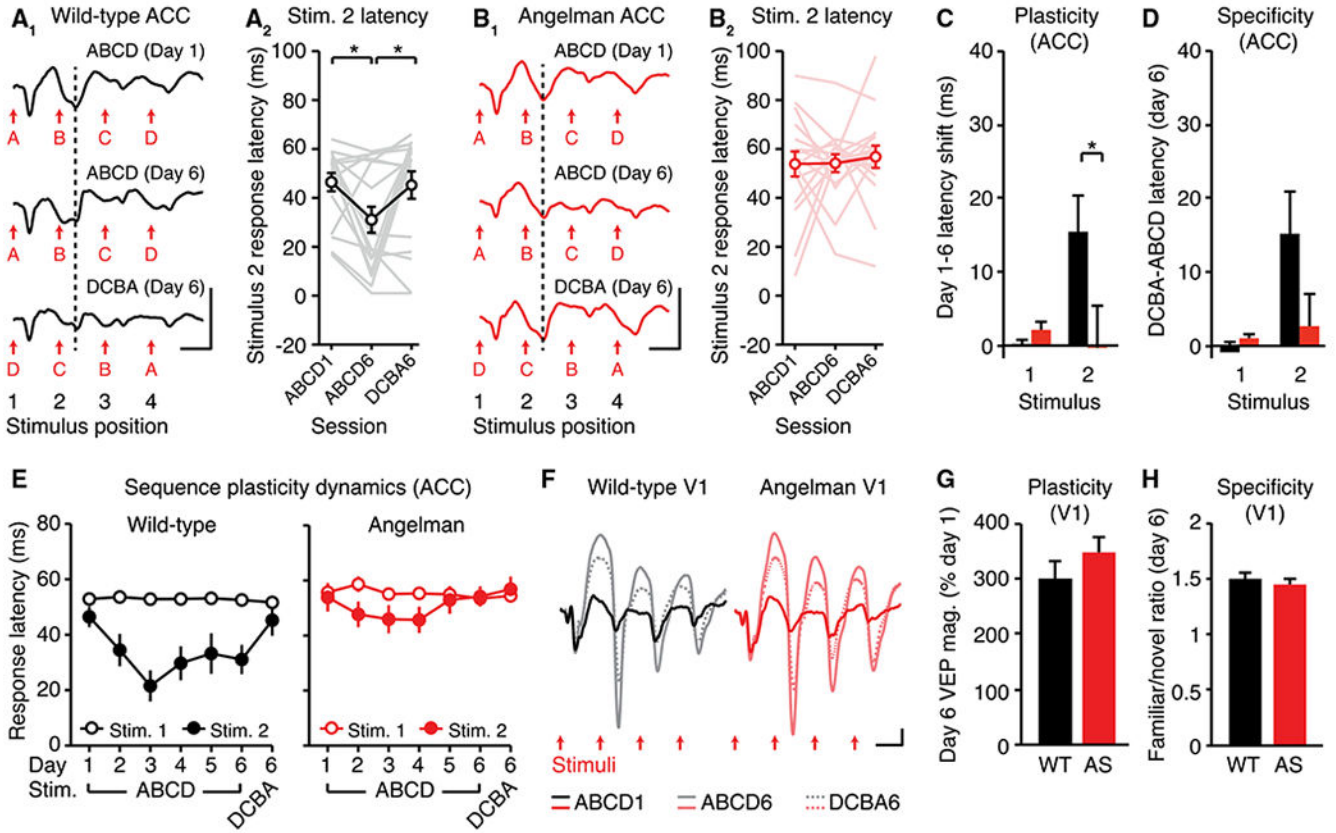 A1 Wild-type ACC
ABCD (Day 1)
A B C D
ABCD (Day 6)
A B C D
DCBA (Day 6)
D C B A
1 2 3 4
Stimulus position
A2 Stim. 2 latency
Stimulus 2 response latency (ms)
100
80
60
40
20
0
-20
* *
ABCD1 ABCD6 DCBA6
Session
B1 Angelman ACC
ABCD (Day 1)
A B C D
ABCD (Day 6)
A B C D
DCBA (Day 6)
D C B A
1 2 3 4
Stimulus position
B2 Stim. 2 latency
Stimulus 2 response latency (ms)
100
80
60
40
20
0
-20
ABCD1 ABCD6 DCBA6
Session
C Plasticity
(ACC)
Day 1-6 latency shift (ms)
40
30
20
10
0
*
1 2
Stimulus
D Specificity
(ACC)
DCBA-ABCD latency (day 6)
40
30
20
10
0
1 2
Stimulus
E Sequence plasticity dynamics (ACC)
Wild-type Angelman
Response latency (ms)
80
60
40
20
0
Stim. 1 Stim. 2
Stim. 1 Stim. 2
Day 1 2 3 4 5 6 6 1 2 3 4 5 6 6
Stim. ABCD DCBA ABCD DCBA
F Wild-type V1 Angelman V1
Stimuli
ABCD1 ABCD6 DCBA6
G Plasticity
(V1)
Day 6 VEP mag. (% day 1)
400
300
200
100
0
WT AS
H Specificity
(V1)
Familiar/novel ratio (day 6)
2
1.5
1
0.5
0
WT AS